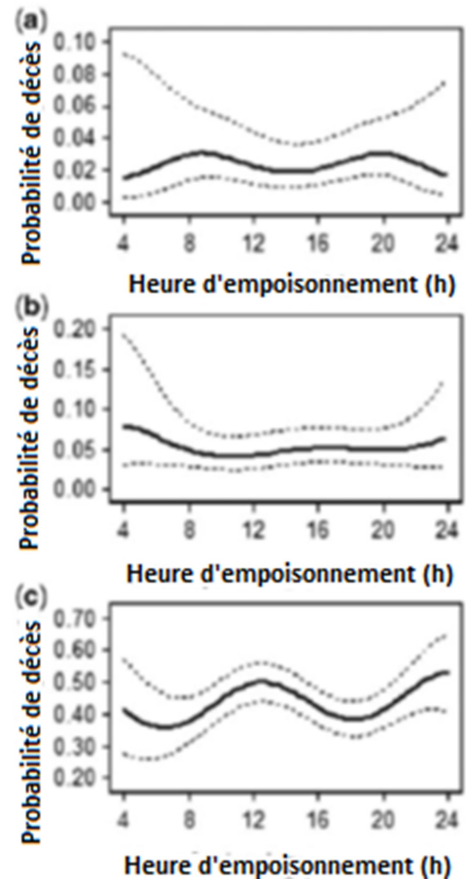 (a)
Probabilité de décès
0.10
0.08
0.06
0.04
0.02
0.00
4 8 12 16 20 24
Heure d'empoisonnement (h)
(b)
Probabilité de décès
0.20
0.15
0.10
0.05
0.00
4 8 12 16 20 24
Heure d'empoisonnement (h)
(c)
Probabilité de décès
0.70
0.60
0.50
0.40
0.30
0.20
4 8 12 16 20 24
Heure d'empoisonnement (h)